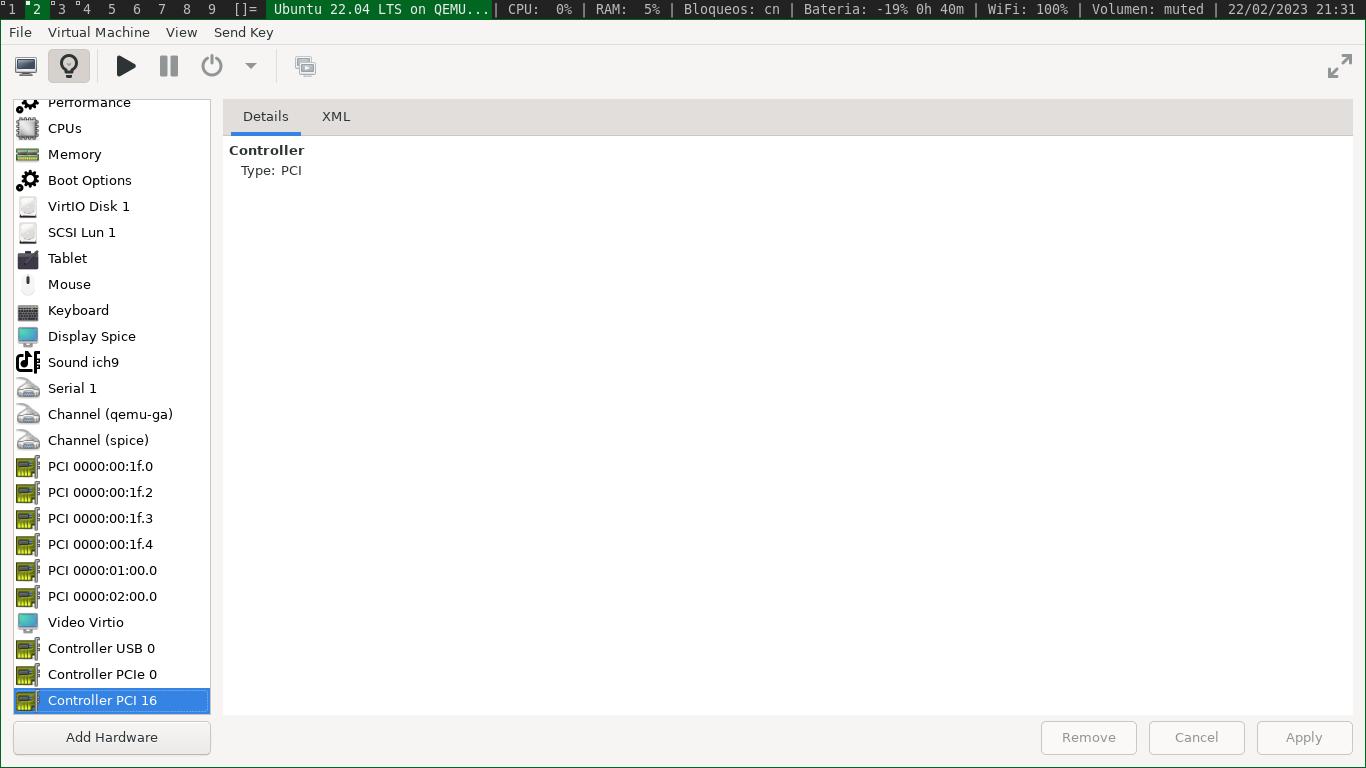 1 2 3 4 5 6 7 8 9 []= Ubuntu 22.04 LTS on QEMU...| CPU:  0% | RAM:  5% | Bloqueos: cn | Bateria: -19% 0h 40m | WiFi: 100% | Volumen: muted | 22/02/2023 21:31
File Virtual Machine View Send Key
Performance
CPUs
Memory
Boot Options
VirtIO Disk 1
SCSI Lun 1
Tablet
Mouse
Keyboard
Display Spice
Sound ich9
Serial 1
Channel (qemu-ga)
Channel (spice)
PCI 0000:00:1f.0
PCI 0000:00:1f.2
PCI 0000:00:1f.3
PCI 0000:00:1f.4
PCI 0000:01:00.0
PCI 0000:02:00.0
Video Virtio
Controller USB 0
Controller PCIe 0
Controller PCI 16
Add Hardware
Details XML
Controller
Type: PCI
Remove Cancel Apply